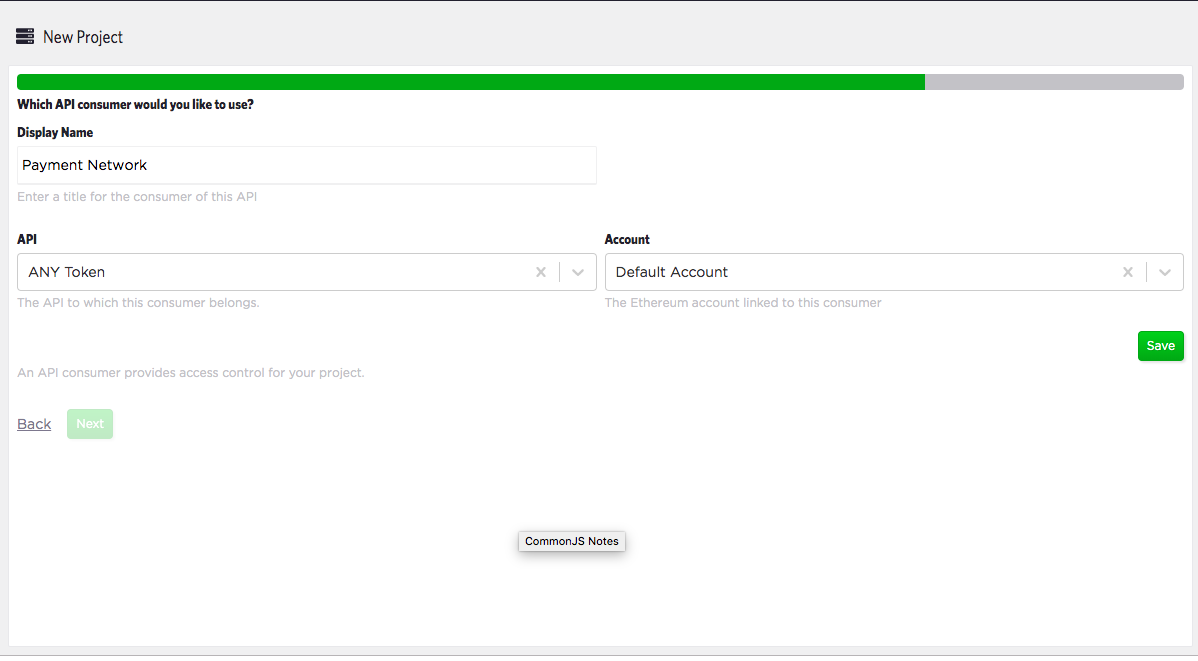 New Project
Which API consumer would you like to use?
Display Name
Payment Network
Enter a title for the consumer of this API
API
Account
ANY Token
Default Account
The API to which this consumer belongs.
The Ethereum account linked to this consumer
Save
An API consumer provides access control for your project.
Back
Next
CommonJS Notes